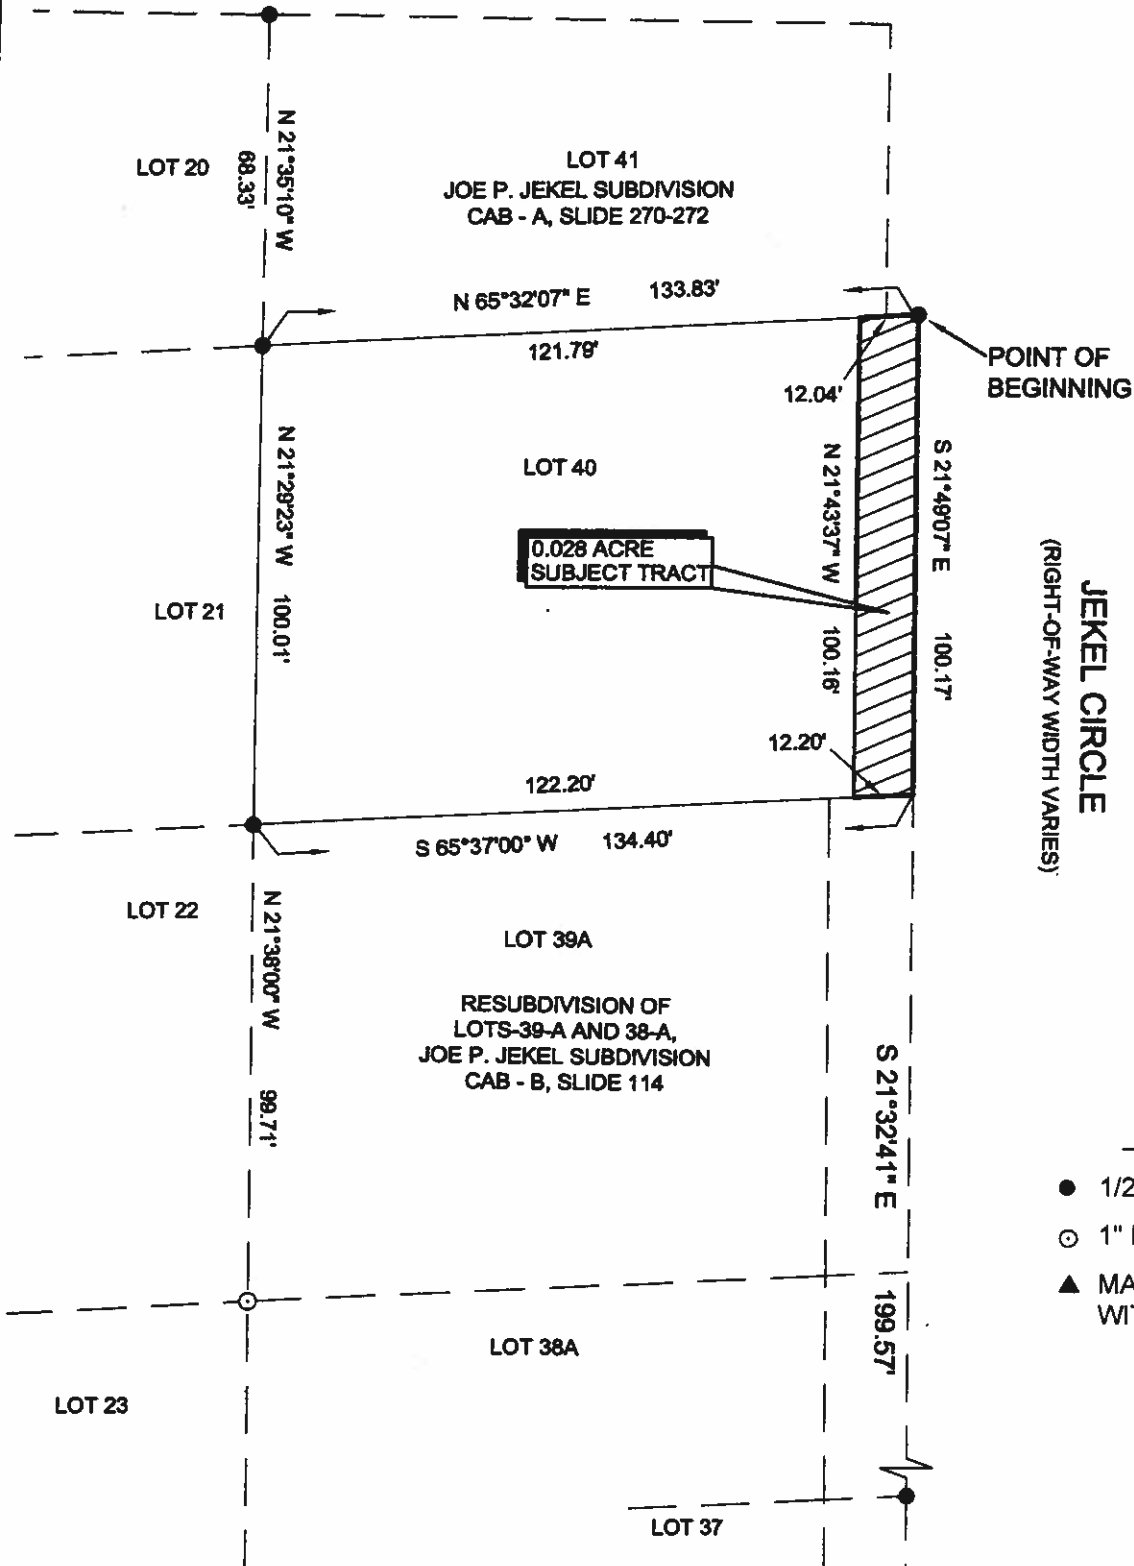 N 21°35'10" W
68.33'
LOT 20
LOT 41
JOE P. JEKEL SUBDIVISION
CAB - A, SLIDE 270-272
N 65°32'07" E 133.83'
121.79'
POINT OF
BEGINNING
12.04'
N 21°29'23" W 100.01'
LOT 40
N 21°43'37" W 100.16'
S 21°49'07" E 100.17'
0.028 ACRE
SUBJECT TRACT
JEKEL CIRCLE
(RIGHT-OF-WAY WIDTH VARIES)
LOT 21
12.20'
122.20'
S 65°37'00" W 134.40'
LOT 22
N 21°38'00" W 99.71'
LOT 39A
RESUBDIVISION OF
LOTS-39-A AND 38-A,
JOE P. JEKEL SUBDIVISION
CAB - B, SLIDE 114
S 21°32'41" E 199.57'
1/2
1"
MA
WIT
LOT 38A
LOT 23
LOT 37